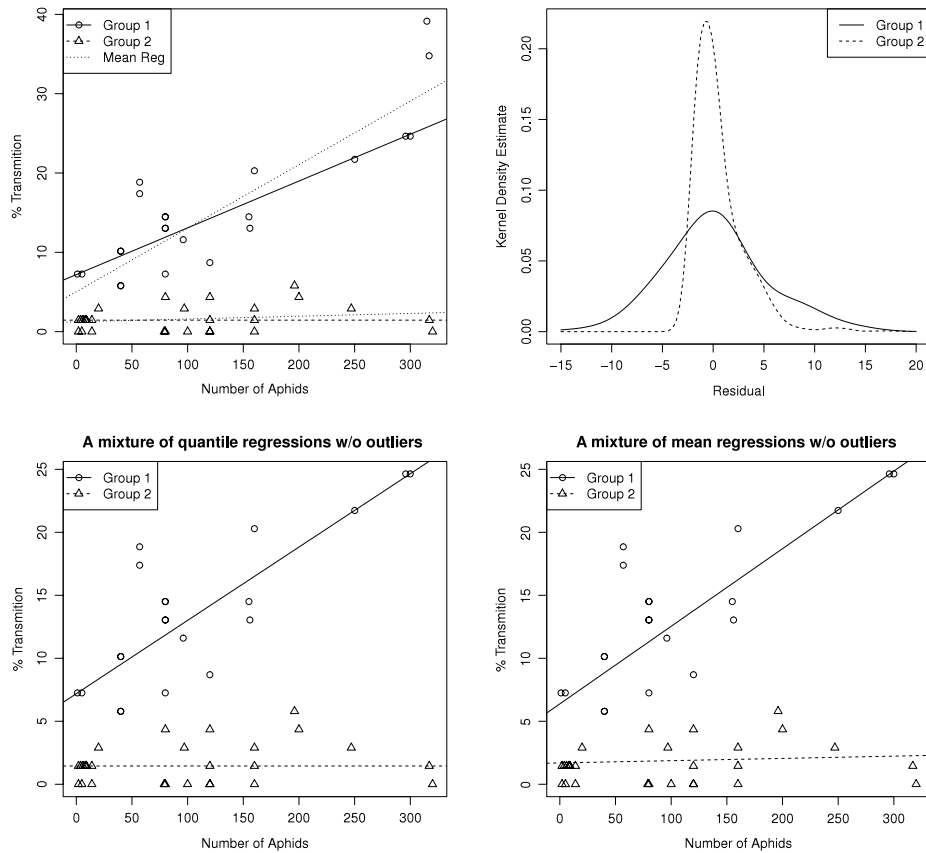 Group 1
Group 2
Mean Reg
% Transmition
0
10
20
30
40
0
50
100
150
200
250
300
Number of Aphids
Group 1
Group 2
Kernel Density Estimate
0.00
0.05
0.10
0.15
0.20
−15
−10
−5
0
5
10
15
20
Residual
A mixture of quantile regressions w/o outliers
Group 1
Group 2
% Transmition
0
5
10
15
20
25
0
50
100
150
200
250
300
Number of Aphids
A mixture of mean regressions w/o outliers
Group 1
Group 2
% Transmition
0
5
10
15
20
25
0
50
100
150
200
250
300
Number of Aphids